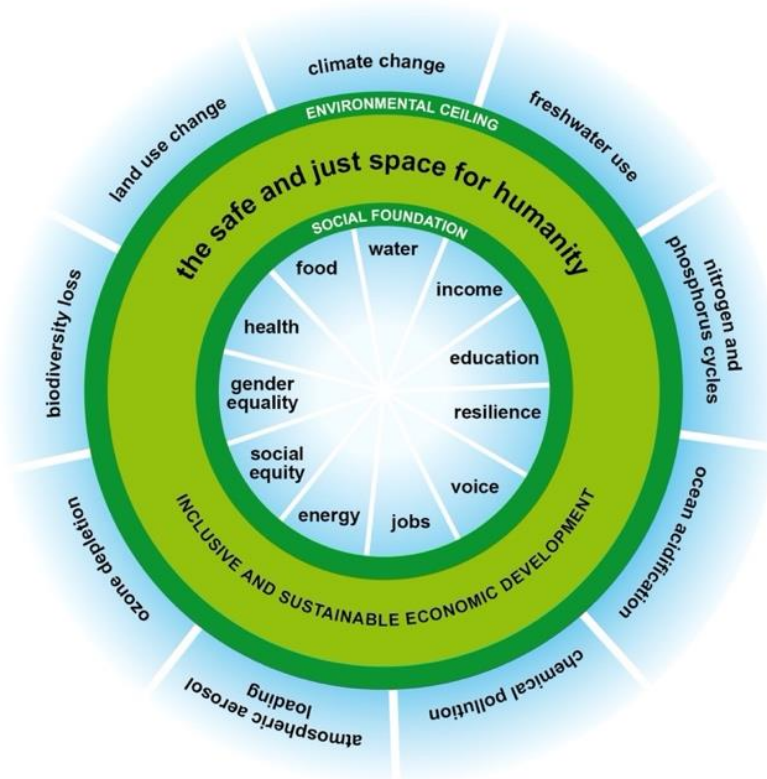 climate change
freshwater use
nitrogen and
phosphorus cycles
ocean acidification
chemical pollution
atmospheric aerosol
loading
ozone depletion
biodiversity loss
land use change
ENVIRONMENTAL CEILING
the safe and just space for humanity
SOCIAL FOUNDATION
water
income
education
resilience
voice
jobs
energy
social
equity
gender
equality
health
food
INCLUSIVE AND SUSTAINABLE ECONOMIC DEVELOPMENT